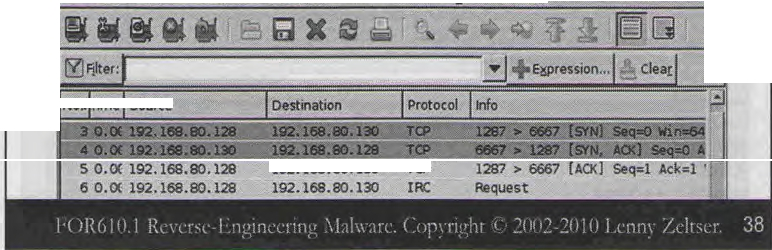 Filter: Expression... Clear
Destination Protocol Info
3 0.0( 192.168.80.128 192.168.80.130 TCP 1287 > 6667 [SYN] Seq=0 Win=64
4 0.0( 192.168.80.130 192.168.80.128 TCP 6667 > 1287 [SYN, ACK] Seq=0 A
5 0.0( 192.168.80.128 1287 > 6667 [ACK] Seq=1 Ack=1
6 0.0( 192.168.80.128 192.168.80.130 IRC Request
FOR610.1 Reverse-Engineering Malware. Copyright © 2002-2010 Lenny Zeltser. 38